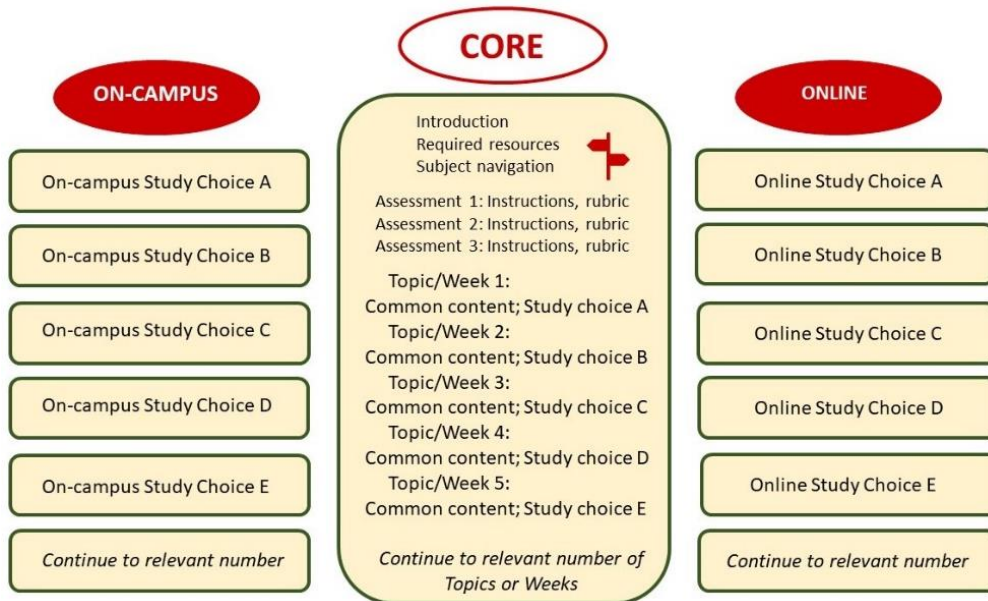 CORE
ON-CAMPUS
On-campus Study Choice A
On-campus Study Choice B
On-campus Study Choice C
On-campus Study Choice D
On-campus Study Choice E
Continue to relevant number
Introduction
Required resources
Subject navigation
Assessment 1: Instructions, rubric
Assessment 2: Instructions, rubric
Assessment 3: Instructions, rubric
Topic/Week 1:
Common content; Study choice A
Topic/Week 2:
Common content; Study choice B
Topic/Week 3:
Common content; Study choice C
Topic/Week 4:
Common content; Study choice D
Topic/Week 5:
Common content; Study choice E
Continue to relevant number of
Topics or Weeks
ONLINE
Online Study Choice A
Online Study Choice B
Online Study Choice C
Online Study Choice D
Online Study Choice E
Continue to relevant number